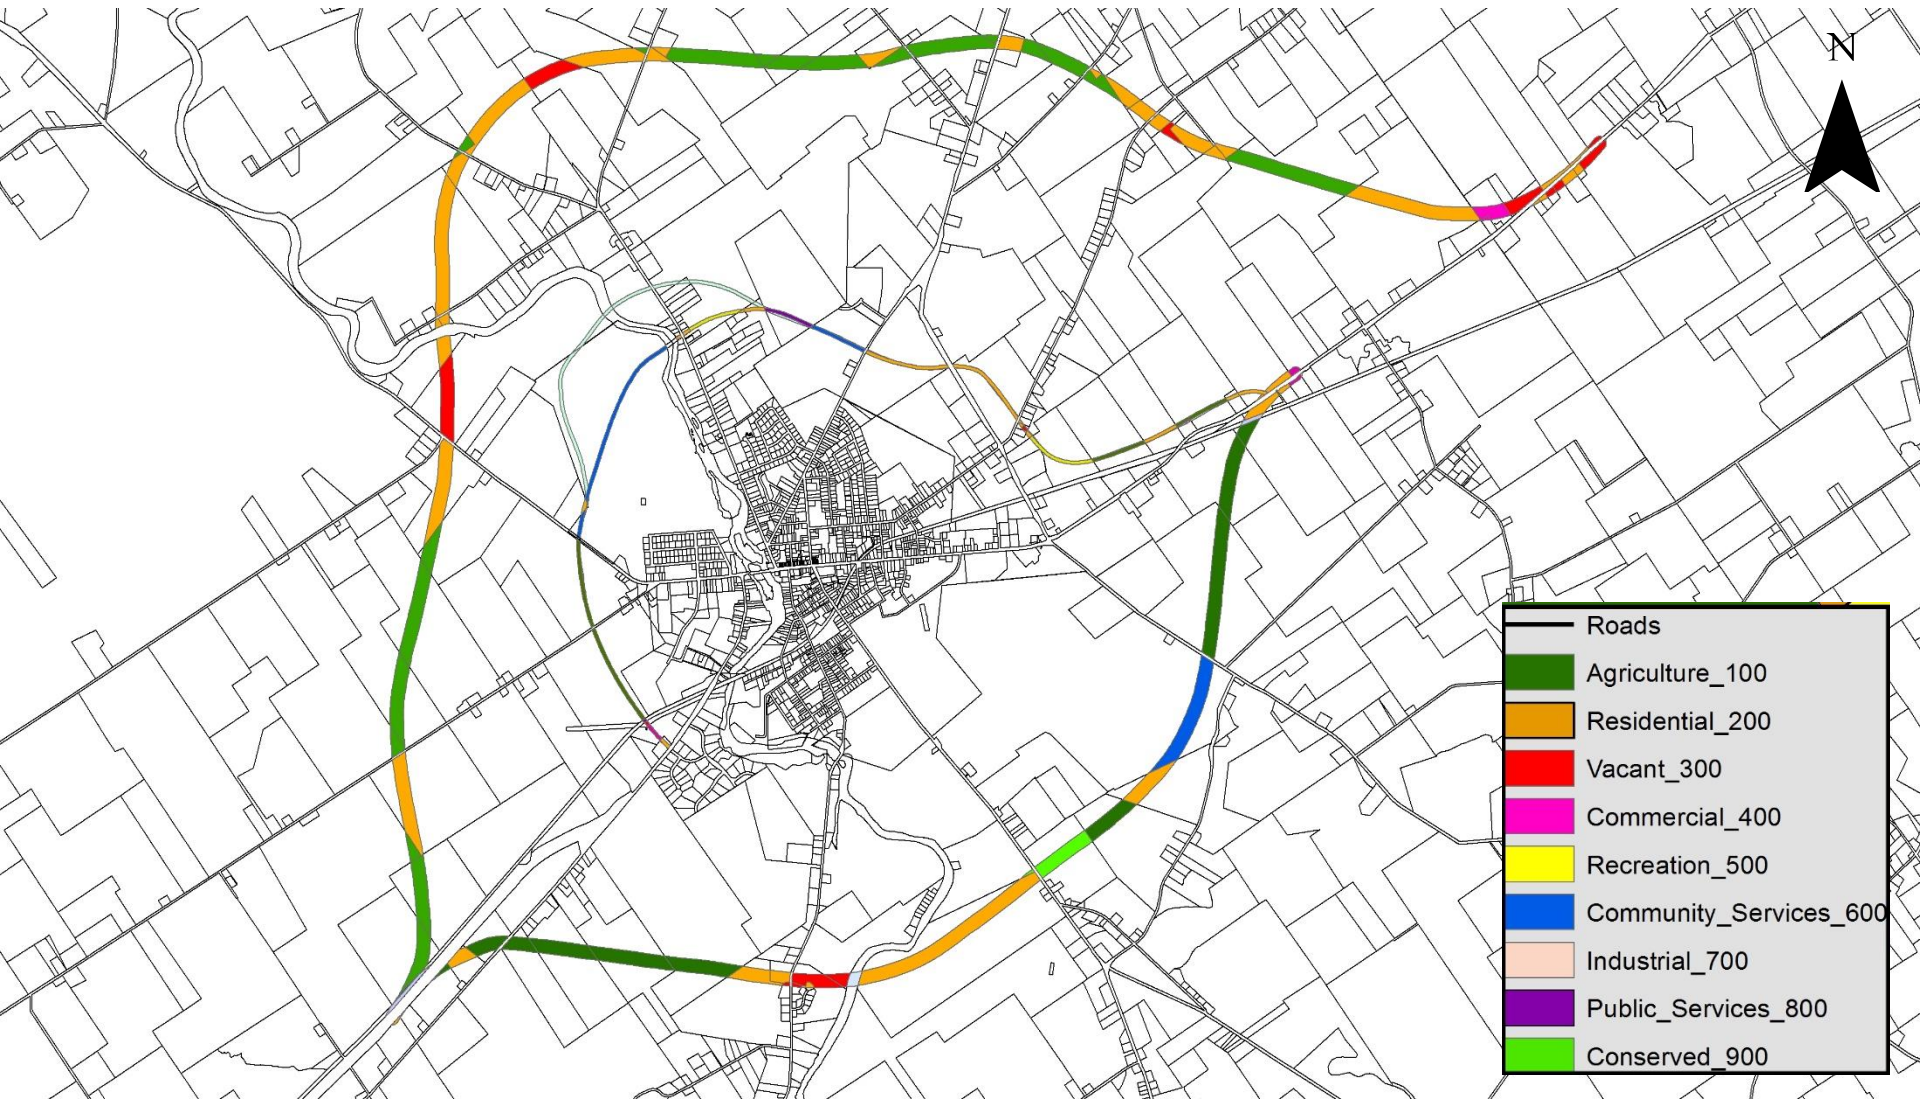 N
Roads
Agriculture_100
Residential_200
Vacant_300
Commercial_400
Recreation_500
Community_Services_600
Industrial_700
Public_Services_800
Conserved_900